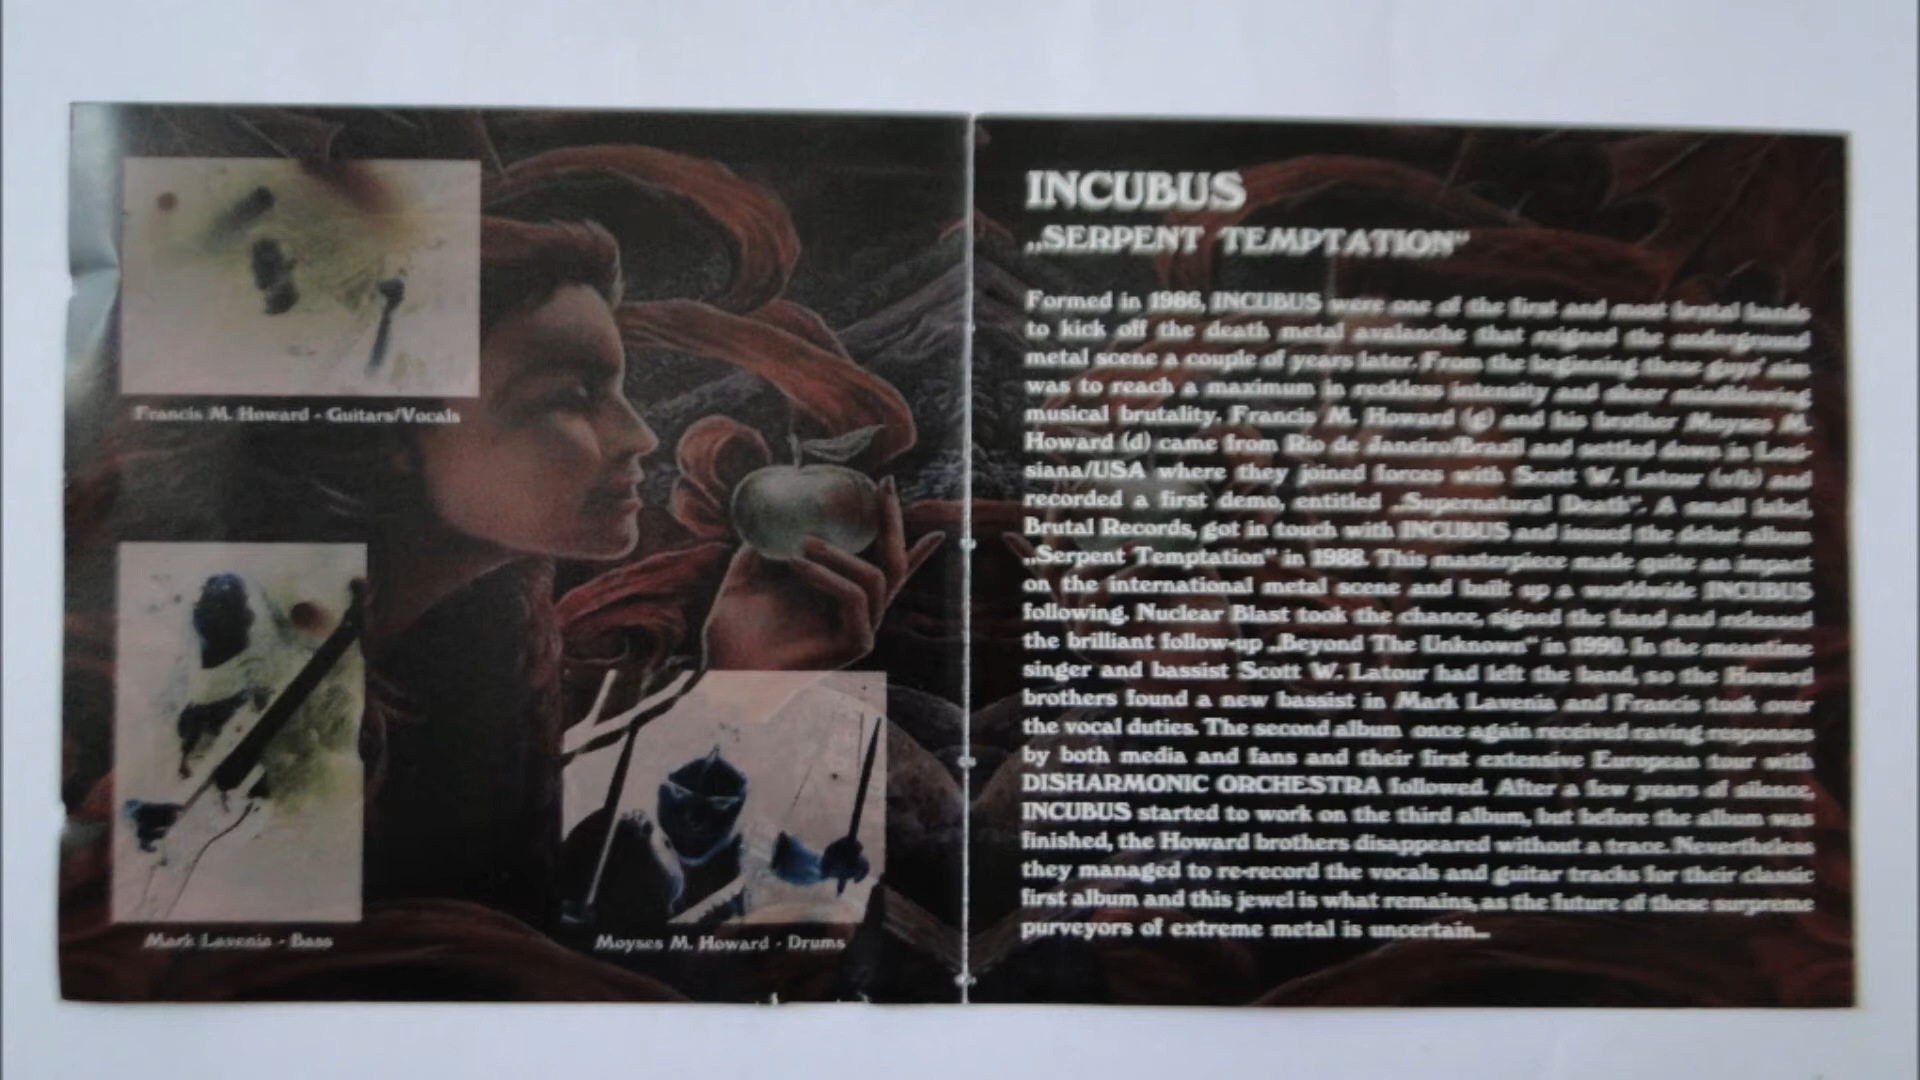 Francis M. Howard - Guitars/Vocals
Mark Lavenia - Bass
Moyses M. Howard - Drums
INCUBUS
„SERPENT TEMPTATION“
Formed in 1986, INCUBUS were one of the first and most brutal bands
to kick off the death metal avalanche that reigned the underground
metal scene a couple of years later. From the beginning these guys' aim
was to reach a maximum in reckless intensity and sheer mindblowing
musical brutality. Francis M. Howard (g) and his brother Moyses M.
Howard (d) came from Rio de Janeiro/Brazil and settled down in Loui-
siana/USA where they joined forces with Scott W. Latour (v/b) and
recorded a first demo, entitled „Supernatural Death“. A small label,
Brutal Records, got in touch with INCUBUS and issued the debut album
„Serpent Temptation“ in 1988. This masterpiece made quite an impact
on the international metal scene and built up a worldwide INCUBUS
following. Nuclear Blast took the chance, signed the band and released
the brilliant follow-up „Beyond The Unknown“ in 1990. In the meantime
singer and bassist Scott W. Latour had left the band, so the Howard
brothers found a new bassist in Mark Lavenia and Francis took over
the vocal duties. The second album once again received raving responses
by both media and fans and their first extensive European tour with
DISHARMONIC ORCHESTRA followed. After a few years of silence,
INCUBUS started to work on the third album, but before the album was
finished, the Howard brothers disappeared without a trace. Nevertheless
they managed to re-record the vocals and guitar tracks for their classic
first album and this jewel is what remains, as the future of these surpreme
purveyors of extreme metal is uncertain...